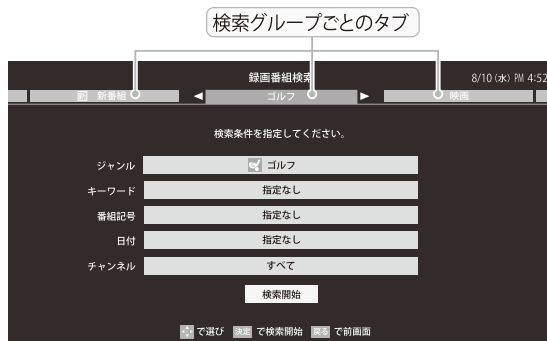 検索グループごとのタブ
録画番組検索
8/10(水) PM 4:52
新番組 ゴルフ 映画
検索条件を指定してください。
ジャンル ゴルフ
キーワード 指定なし
番組記号 指定なし
日付 指定なし
チャンネル すべて
検索開始
で選び 決定 で検索開始 戻る で前画面